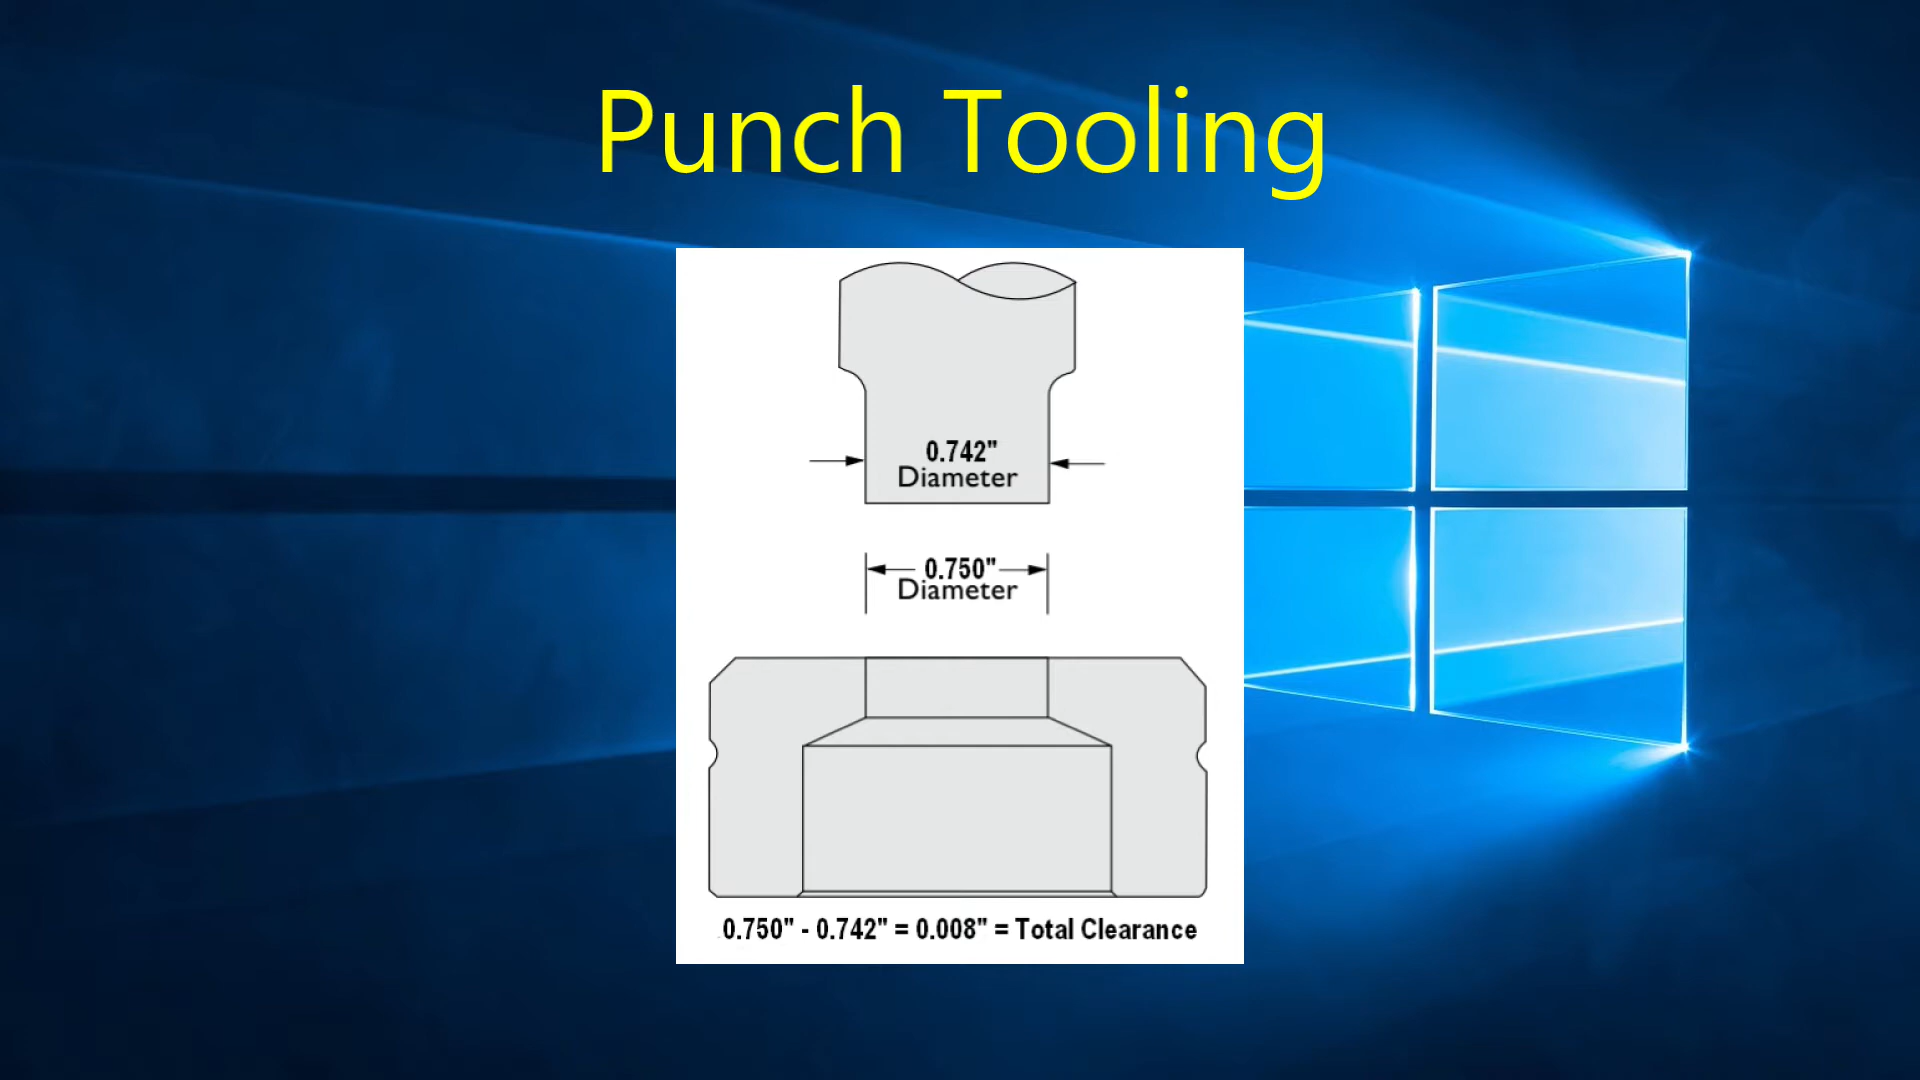 Punch Tooling
0.742"
Diameter
0.750"
Diameter
0.750" - 0.742" = 0.008" = Total Clearance